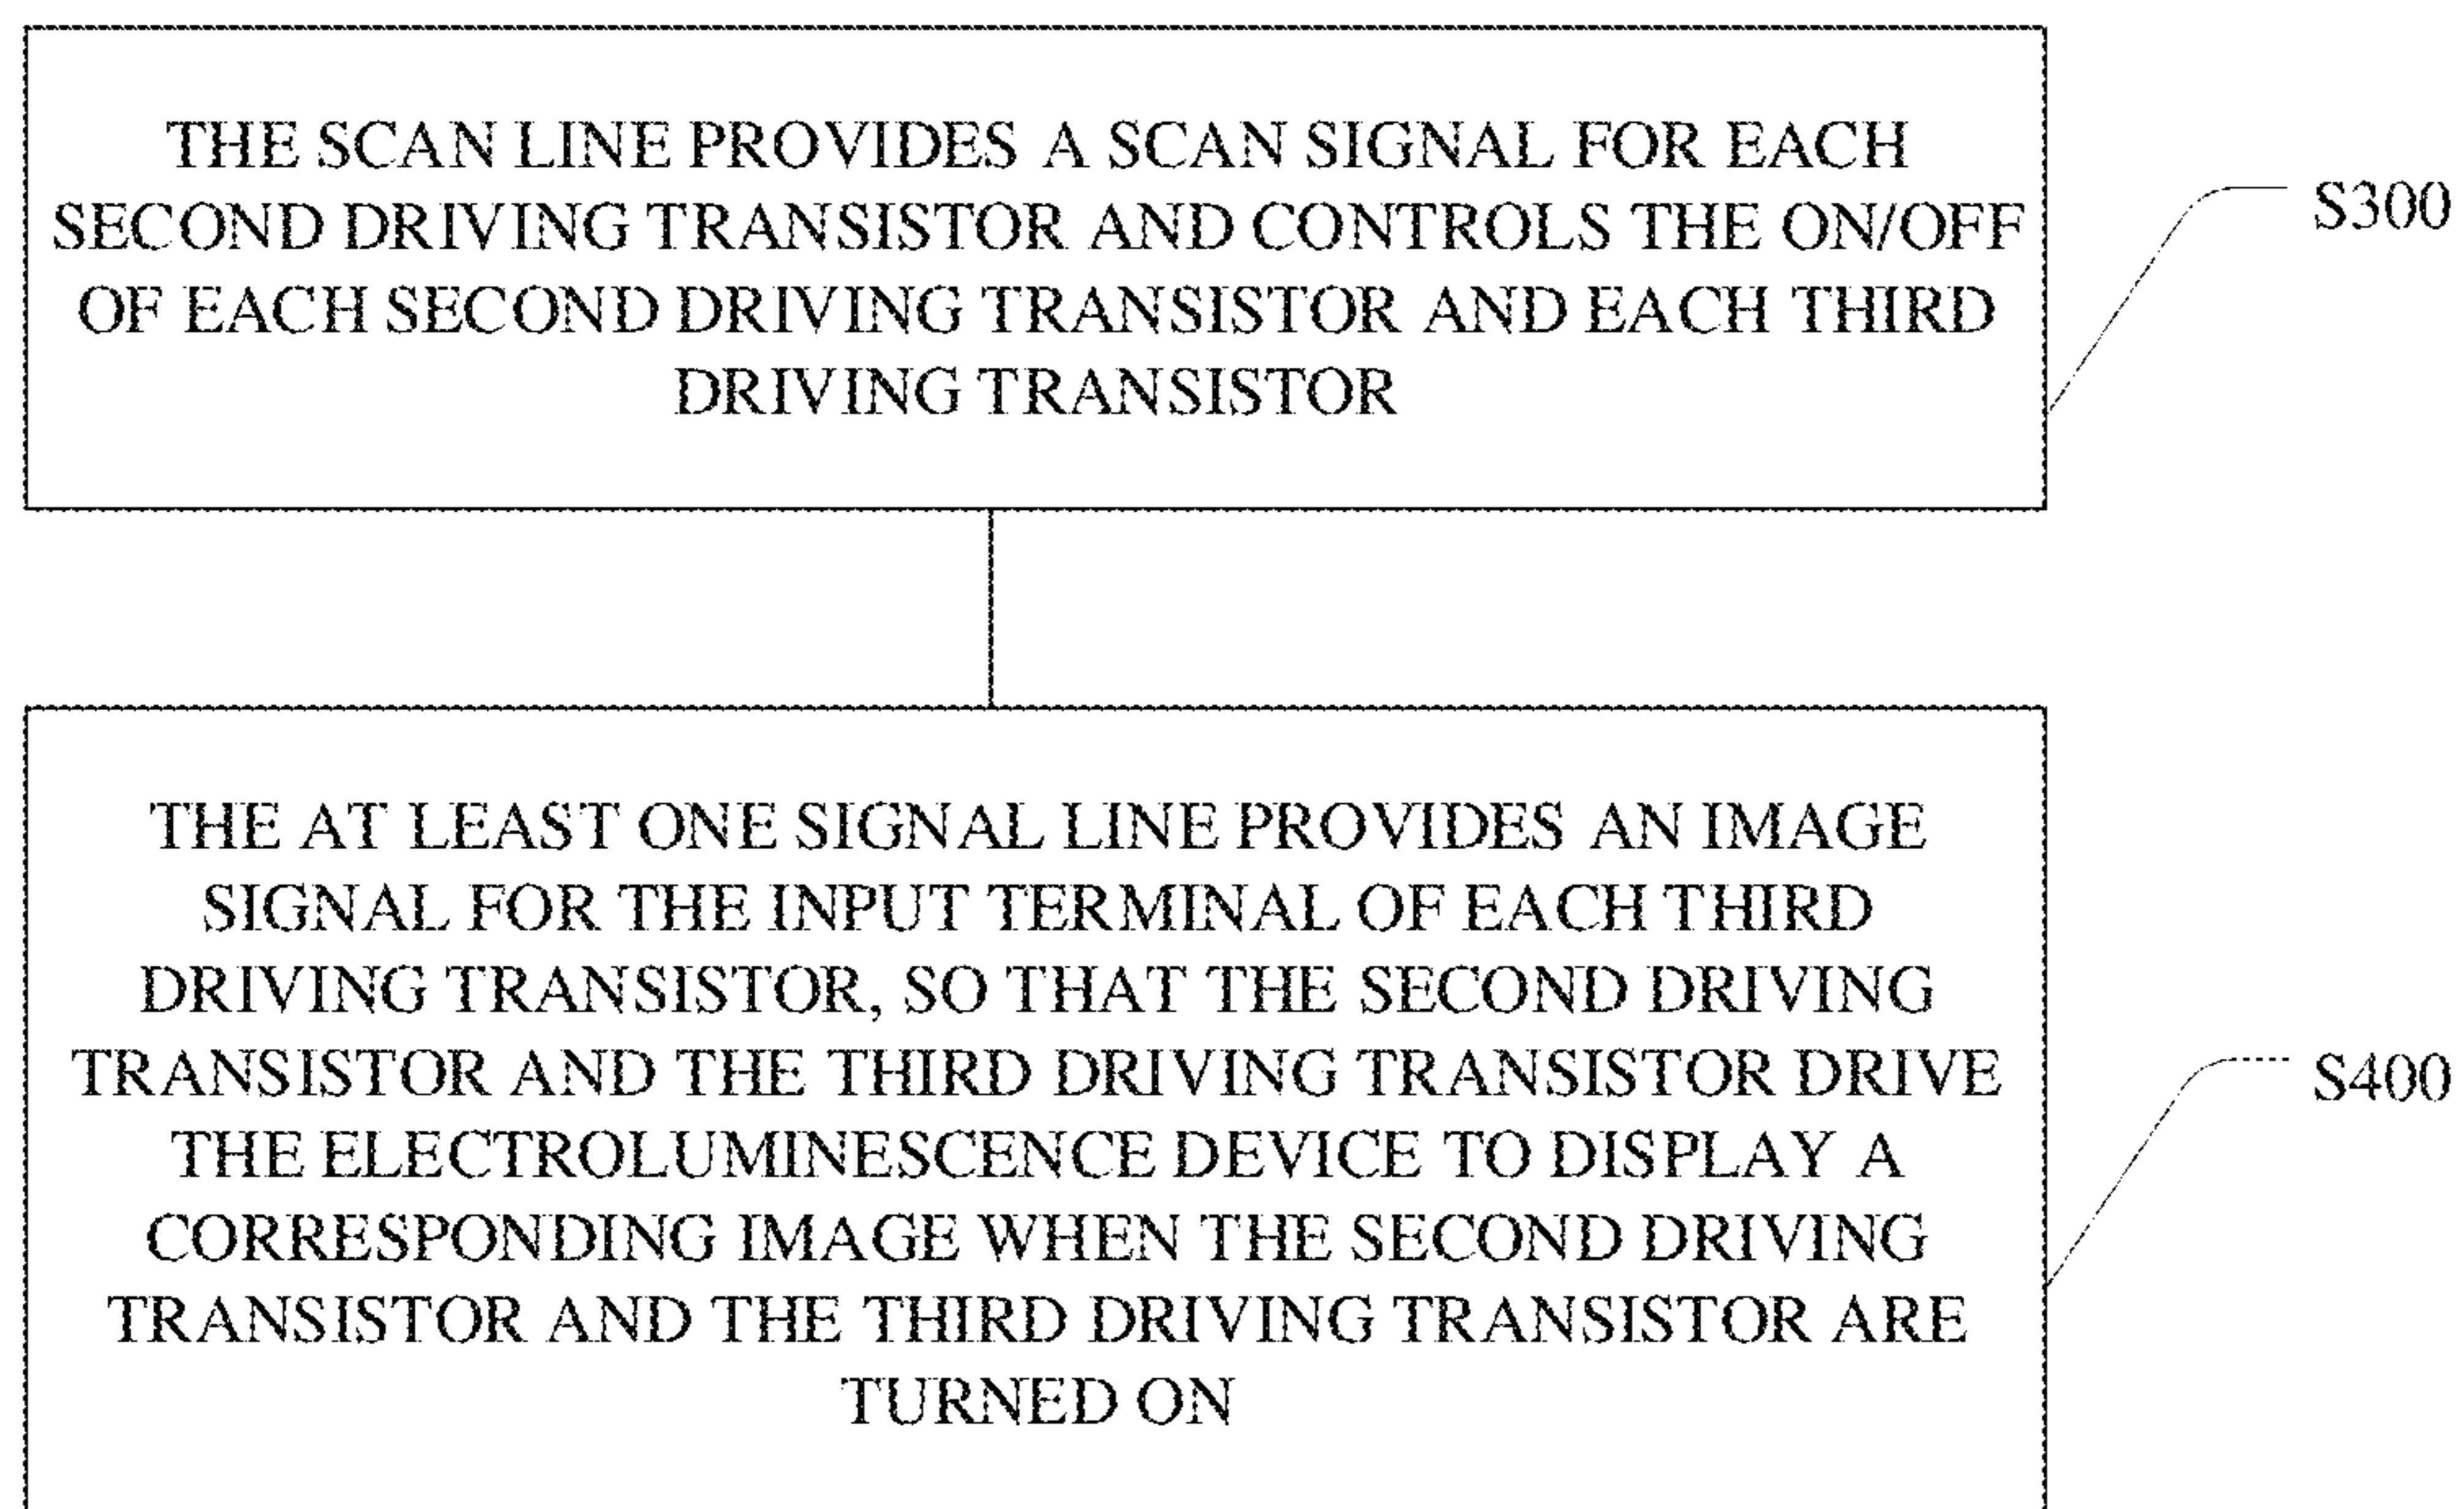 THE SCAN LINE PROVIDES A SCAN SIGNAL FOR EACH
SECOND DRIVING TRANSISTOR AND CONTROLS THE ON/OFF
OF EACH SECOND DRIVING TRANSISTOR AND EACH THIRD
DRIVING TRANSISTOR
S300
THE AT LEAST ONE SIGNAL LINE PROVIDES AN IMAGE
SIGNAL FOR THE INPUT TERMINAL OF EACH THIRD
DRIVING TRANSISTOR, SO THAT THE SECOND DRIVING
TRANSISTOR AND THE THIRD DRIVING TRANSISTOR DRIVE
THE ELECTROLUMINESCENCE DEVICE TO DISPLAY A
CORRESPONDING IMAGE WHEN THE SECOND DRIVING
TRANSISTOR AND THE THIRD DRIVING TRANSISTOR ARE
TURNED ON
S400